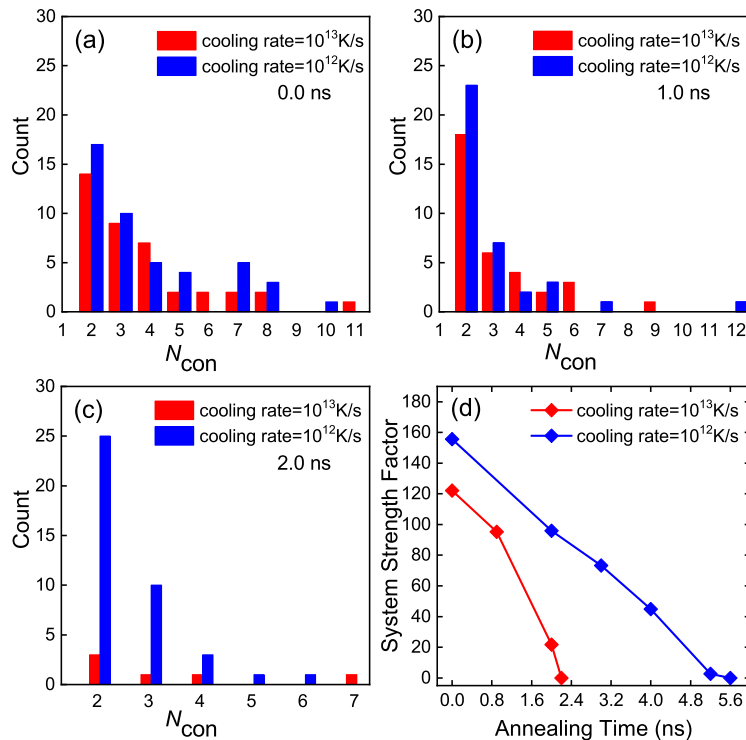 (a)
cooling rate=10¹³K/s
cooling rate=10¹²K/s
0.0 ns
30
25
20
15
10
5
0
Count
1 2 3 4 5 6 7 8 9 10 11
N_con
(b)
cooling rate=10¹³K/s
cooling rate=10¹²K/s
1.0 ns
30
25
20
15
10
5
0
Count
1 2 3 4 5 6 7 8 9 10 11 12
N_con
(c)
cooling rate=10¹³K/s
cooling rate=10¹²K/s
2.0 ns
30
25
20
15
10
5
0
Count
2 3 4 5 6 7
N_con
(d)
cooling rate=10¹³K/s
cooling rate=10¹²K/s
180
160
140
120
100
80
60
40
20
0
System Strength Factor
0.0 0.8 1.6 2.4 3.2 4.0 4.8 5.6
Annealing Time (ns)